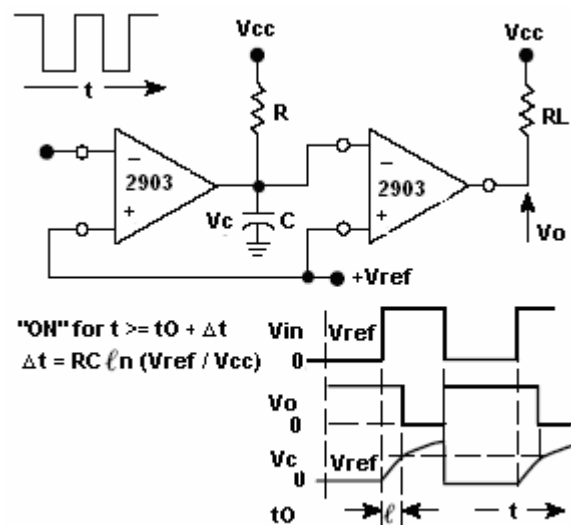 Vcc
Vcc
t
R
RL
−
2903
+
−
2903
+
Vc
C
Vo
+Vref
"ON" for t >= tO + Δt
Δt = RC ℓn (Vref / Vcc)
Vin
Vref
0
Vo
0
Vc
Vref
0
tO
ℓ
t